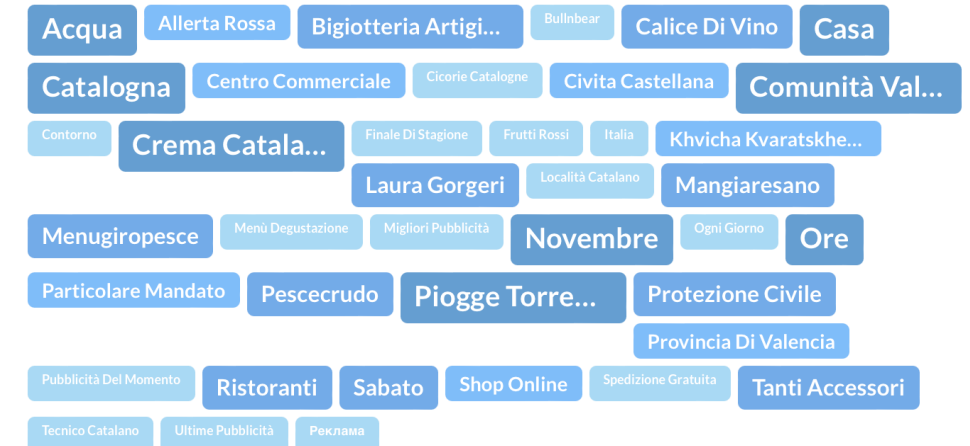 Acqua Allerta Rossa Bigiotteria Artigi... Bullnbear Calice Di Vino Casa
Catalogna Centro Commerciale Cicorie Catalogne Civita Castellana Comunità Val...
Contorno Crema Catala... Finale Di Stagione Frutti Rossi Italia Khvicha Kvaratskhe...
Laura Gorgeri Località Catalano Mangiaresano
Menugiropesce Menù Degustazione Migliori Pubblicità Novembre Ogni Giorno Ore
Particolare Mandato Pescecrudo Piogge Torre... Protezione Civile
Provincia Di Valencia
Pubblicità Del Momento Ristoranti Sabato Shop Online Spedizione Gratuita Tanti Accessori
Tecnico Catalano Ultime Pubblicità Реклама